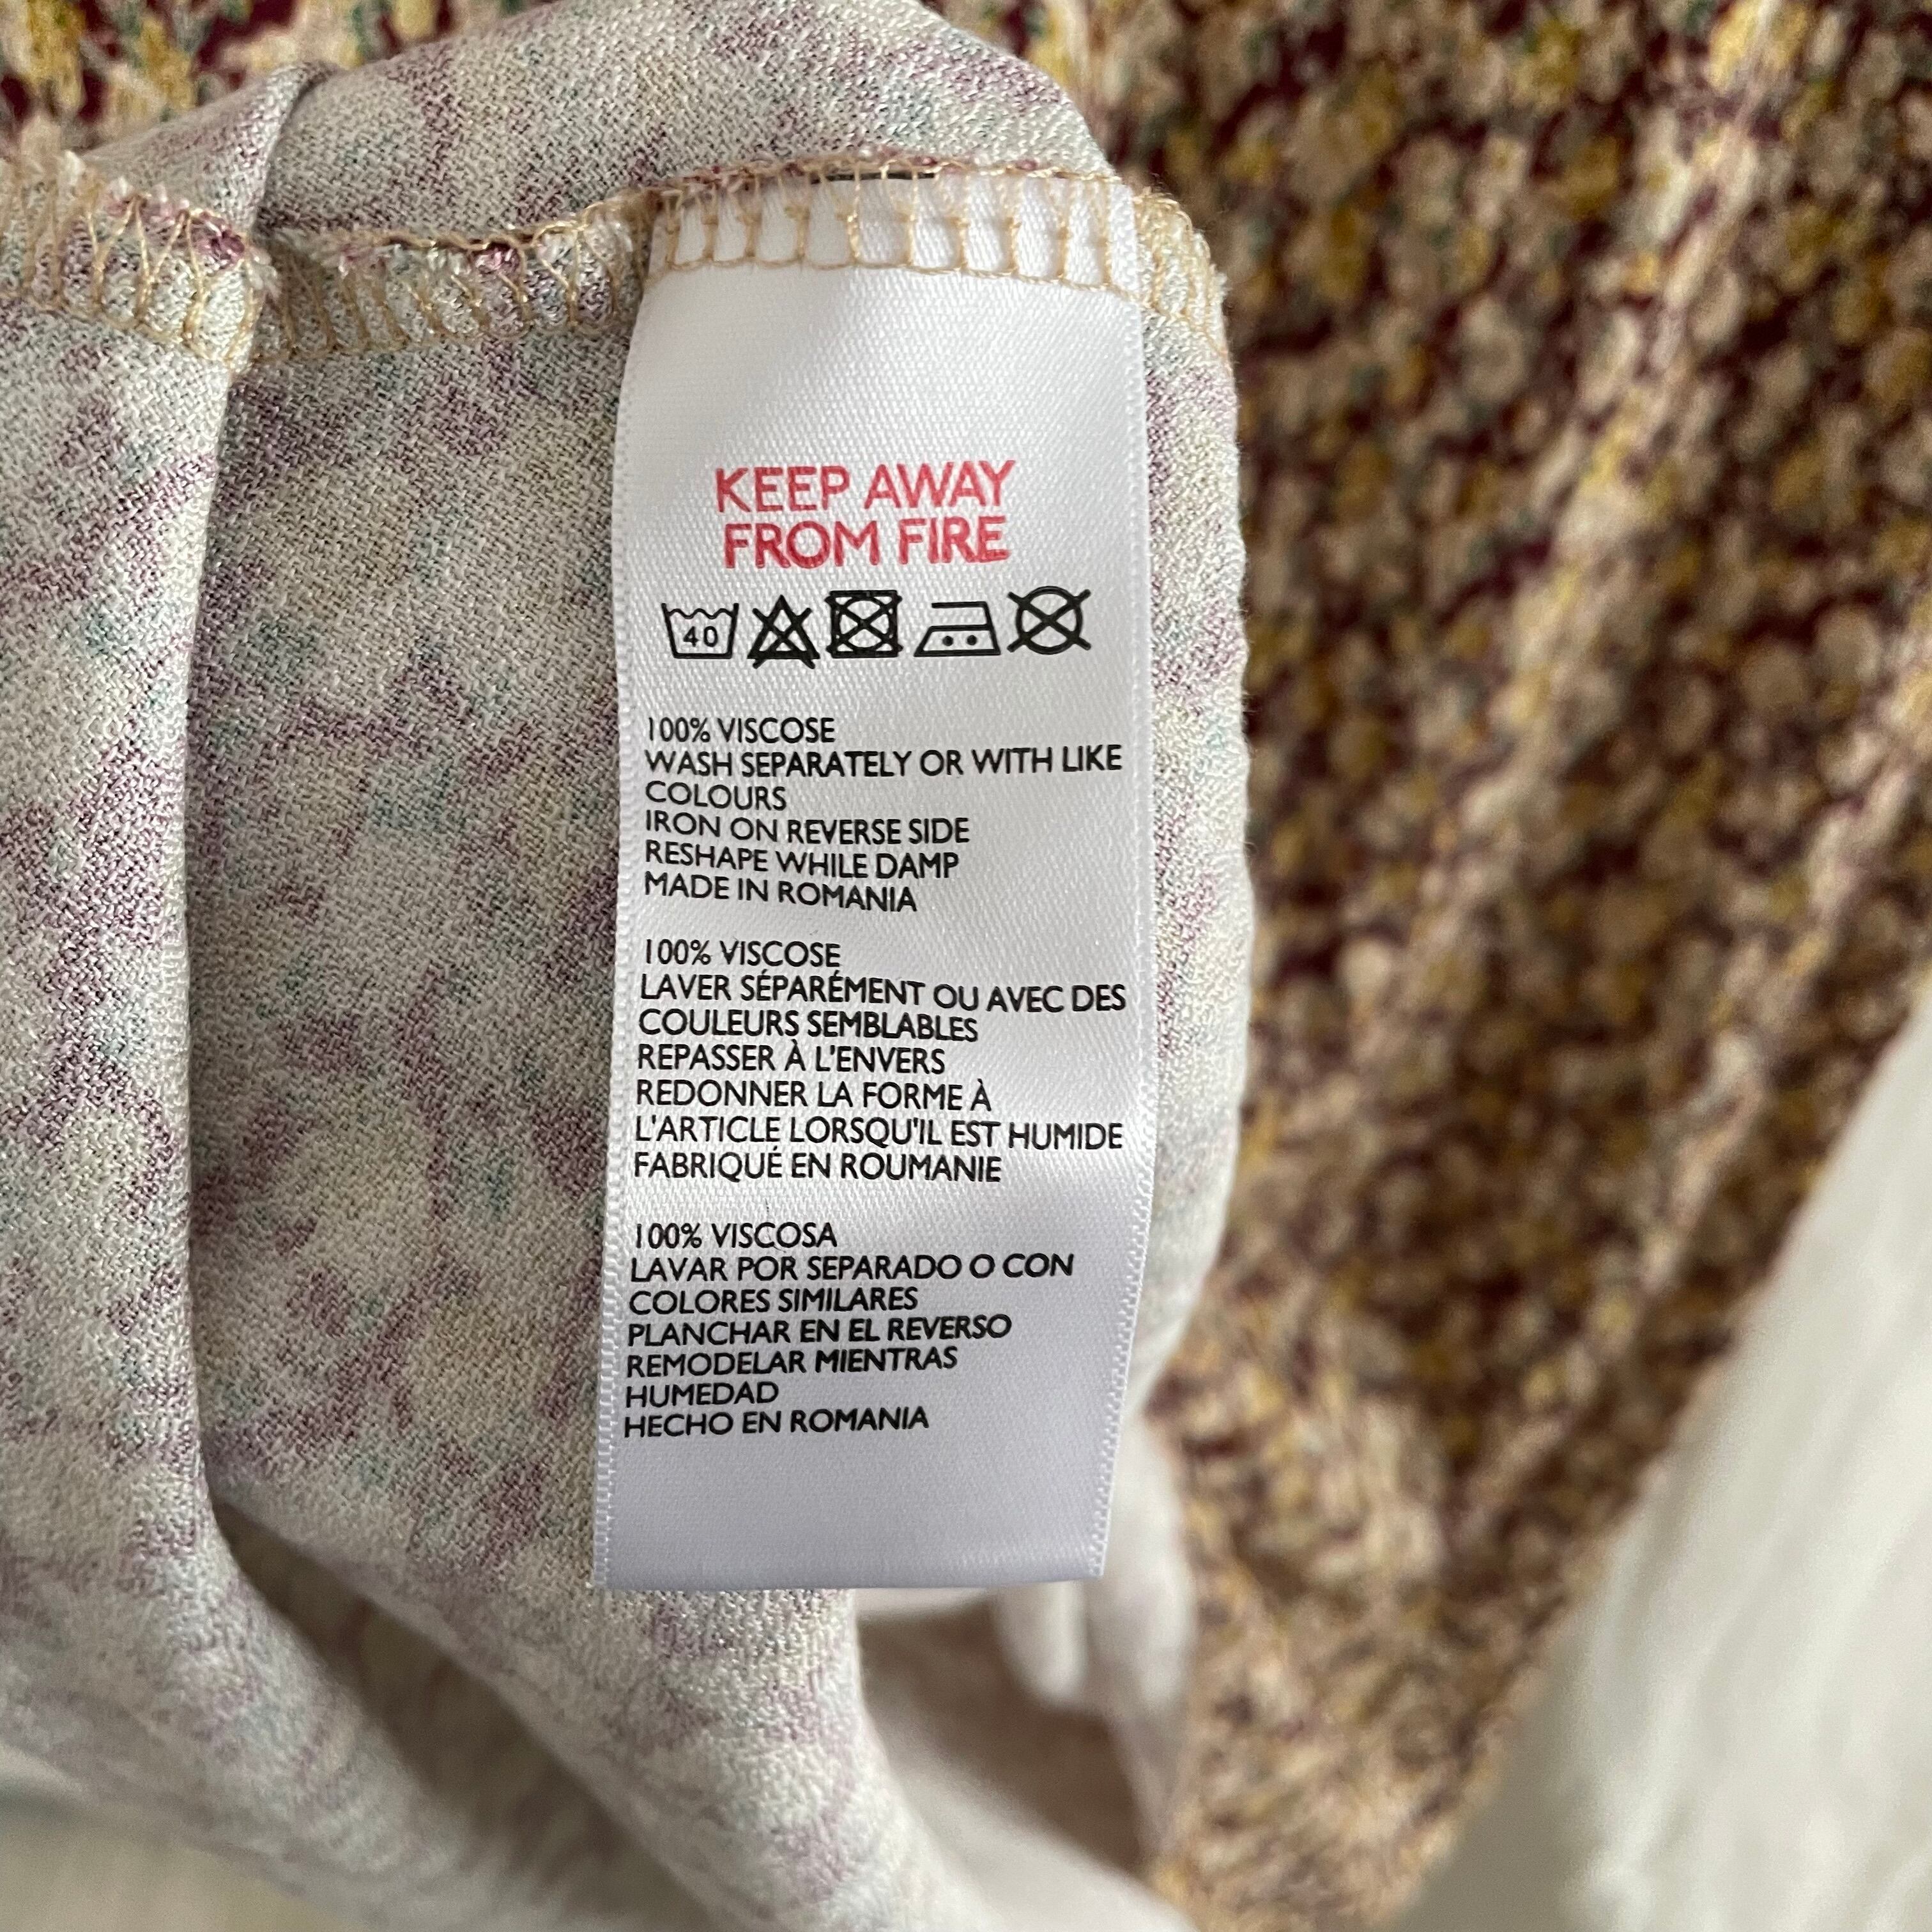 KEEP AWAY
FROM FIRE
40
100% VISCOSE
WASH SEPARATELY OR WITH LIKE
COLOURS
IRON ON REVERSE SIDE
RESHAPE WHILE DAMP
MADE IN ROMANIA
100% VISCOSE
LAVER SÉPARÉMENT OU AVEC DES
COULEURS SEMBLABLES
REPASSER À L'ENVERS
REDONNER LA FORME À
L'ARTICLE LORSQU'IL EST HUMIDE
FABRIQUÉ EN ROUMANIE
100% VISCOSA
LAVAR POR SEPARADO O CON
COLORES SIMILARES
PLANCHAR EN EL REVERSO
REMODELAR MIENTRAS
HUMEDAD
HECHO EN ROMANIA